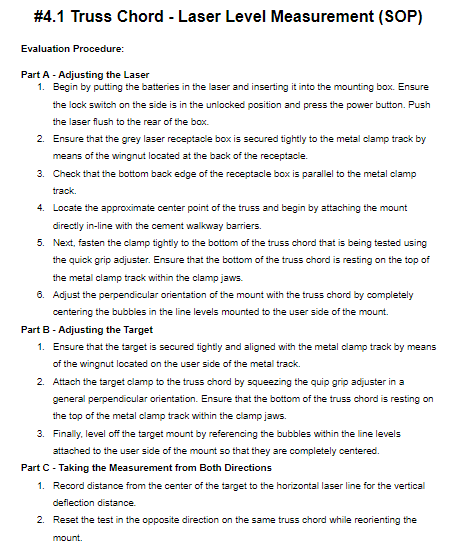 #4.1 Truss Chord - Laser Level Measurement (SOP)
Evaluation Procedure:
Part A - Adjusting the Laser
1. Begin by putting the batteries in the laser and inserting it into the mounting box. Ensure
the lock switch on the side is in the unlocked position and press the power button. Push
the laser flush to the rear of the box.
2. Ensure that the grey laser receptacle box is secured tightly to the metal clamp track by
means of the wingnut located at the back of the receptacle.
3. Check that the bottom back edge of the receptacle box is parallel to the metal clamp
track.
4. Locate the approximate center point of the truss and begin by attaching the mount
directly in-line with the cement walkway barriers.
5. Next, fasten the clamp tightly to the bottom of the truss chord that is being tested using
the quick grip adjuster. Ensure that the bottom of the truss chord is resting on the top of
the metal clamp track within the clamp jaws.
6. Adjust the perpendicular orientation of the mount with the truss chord by completely
centering the bubbles in the line levels mounted to the user side of the mount.
Part B - Adjusting the Target
1. Ensure that the target is secured tightly and aligned with the metal clamp track by means
of the wingnut located on the user side of the metal track.
2. Attach the target clamp to the truss chord by squeezing the quip grip adjuster in a
general perpendicular orientation. Ensure that the bottom of the truss chord is resting on
the top of the metal clamp track within the clamp jaws.
3. Finally, level off the target mount by referencing the bubbles within the line levels
attached to the user side of the mount so that they are completely centered.
Part C - Taking the Measurement from Both Directions
1. Record distance from the center of the target to the horizontal laser line for the vertical
deflection distance.
2. Reset the test in the opposite direction on the same truss chord while reorienting the
mount.